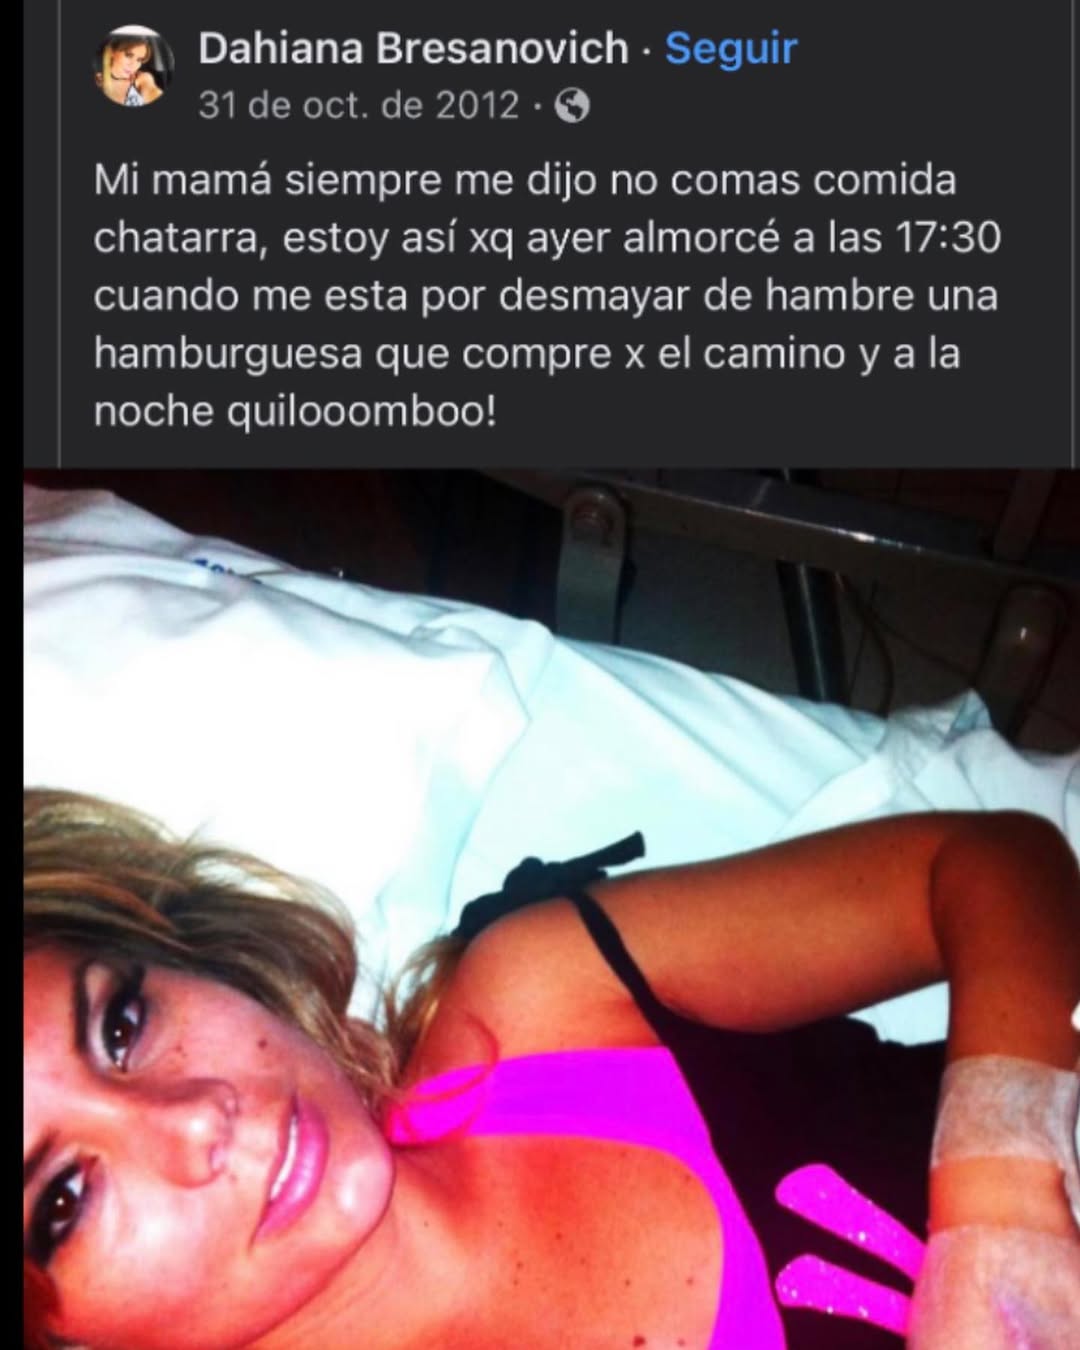 Dahiana Bresanovich · Seguir
31 de oct. de 2012 ·
Mi mamá siempre me dijo no comas comida
chatarra, estoy así xq ayer almorcé a las 17:30
cuando me esta por desmayar de hambre una
hamburguesa que compre x el camino y a la
noche quilooomboo!